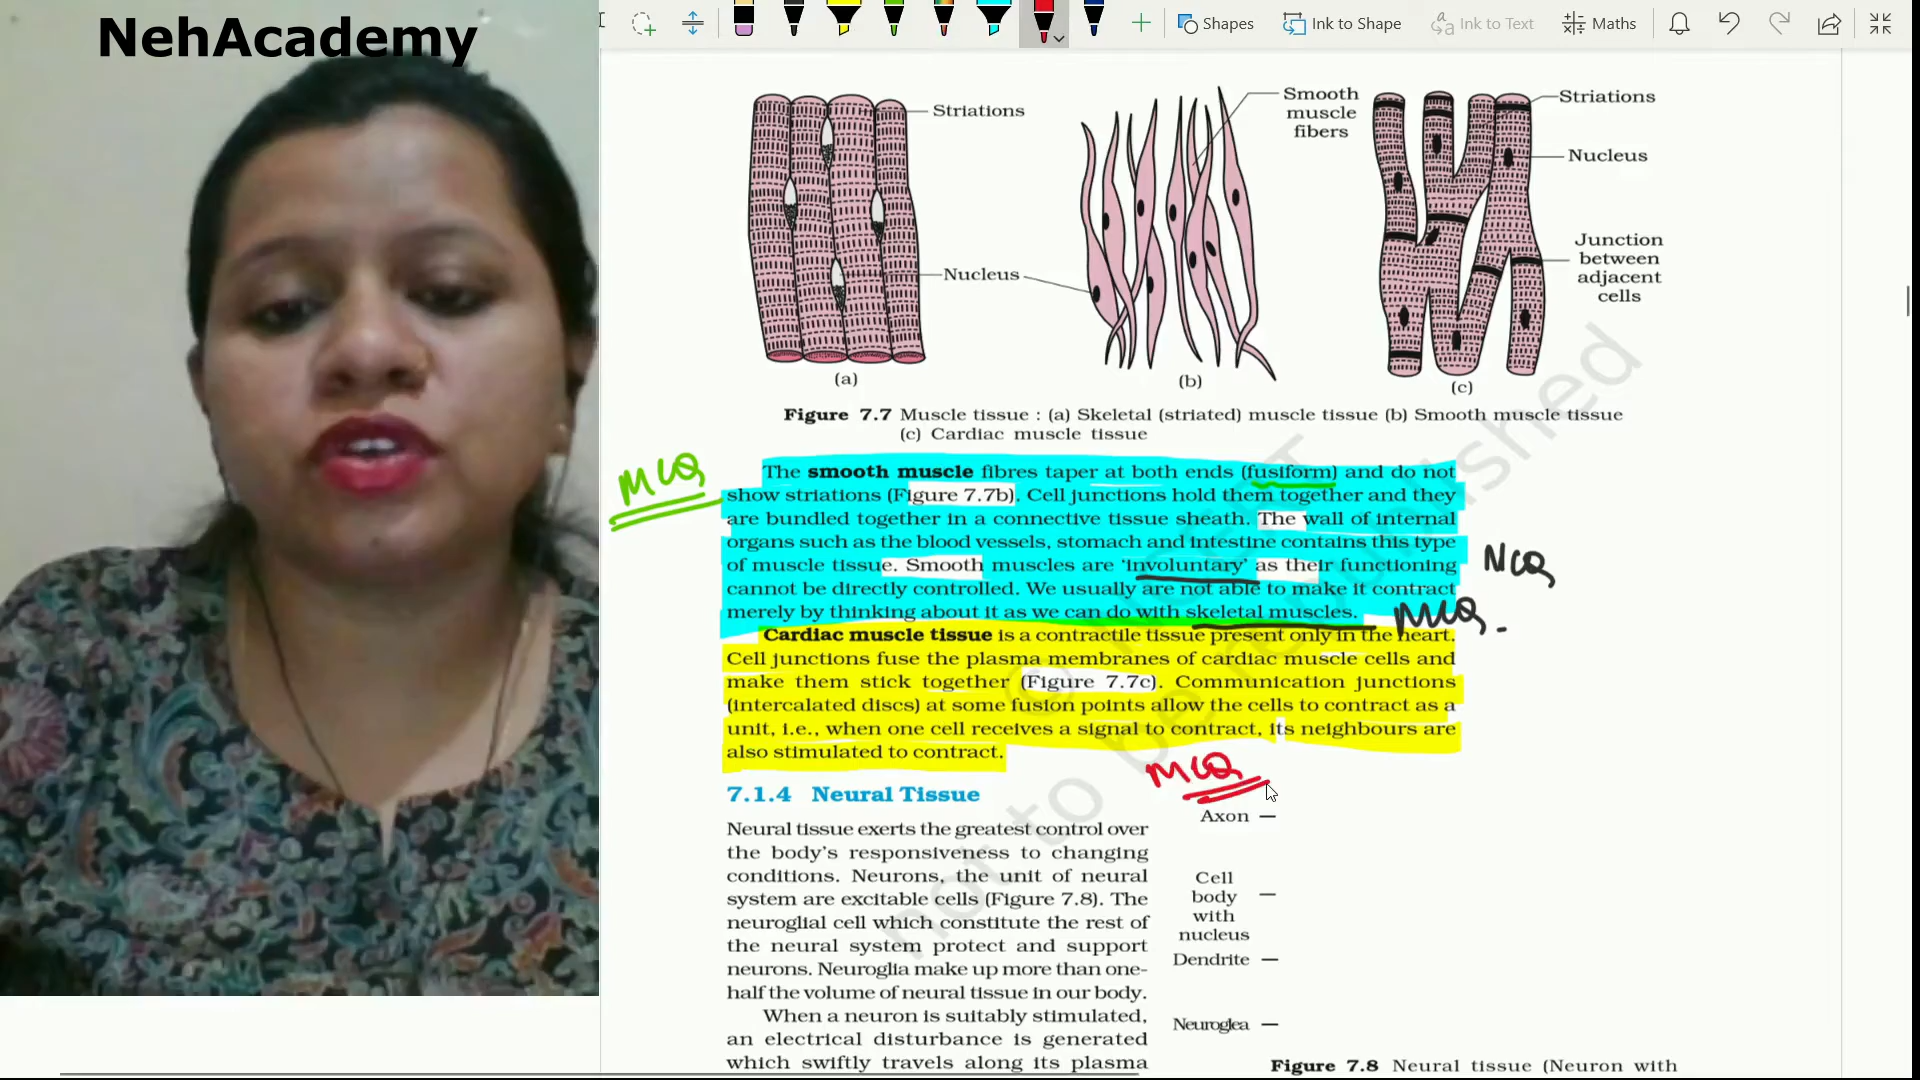 NehAcademy
Shapes
Ink to Shape
Ink to Text
Maths
Striations
Nucleus
(a)
Smooth
muscle
fibers
(b)
Striations
Nucleus
Junction
between
adjacent
cells
(c)
Figure 7.7 Muscle tissue : (a) Skeletal (striated) muscle tissue (b) Smooth muscle tissue
(c) Cardiac muscle tissue
MCQ
The smooth muscle fibres taper at both ends (fusiform) and do not
show striations (Figure 7.7b). Cell junctions hold them together and they
are bundled together in a connective tissue sheath. The wall of internal
organs such as the blood vessels, stomach and intestine contains this type
of muscle tissue. Smooth muscles are ‘involuntary’ as their functioning
cannot be directly controlled. We usually are not able to make it contract
merely by thinking about it as we can do with skeletal muscles.
MCQ
MCQ
Cardiac muscle tissue is a contractile tissue present only in the heart.
Cell junctions fuse the plasma membranes of cardiac muscle cells and
make them stick together (Figure 7.7c). Communication junctions
(intercalated discs) at some fusion points allow the cells to contract as a
unit, i.e., when one cell receives a signal to contract, its neighbours are
also stimulated to contract.
MCQ
7.1.4 Neural Tissue
Neural tissue exerts the greatest control over
the body's responsiveness to changing
conditions. Neurons, the unit of neural
system are excitable cells (Figure 7.8). The
neuroglial cell which constitute the rest of
the neural system protect and support
neurons. Neuroglia make up more than one-
half the volume of neural tissue in our body.
When a neuron is suitably stimulated,
an electrical disturbance is generated
which swiftly travels along its plasma
Axon
Cell
body
with
nucleus
Dendrite
Neuroglea
Figure 7.8 Neural tissue (Neuron with
not to be republished